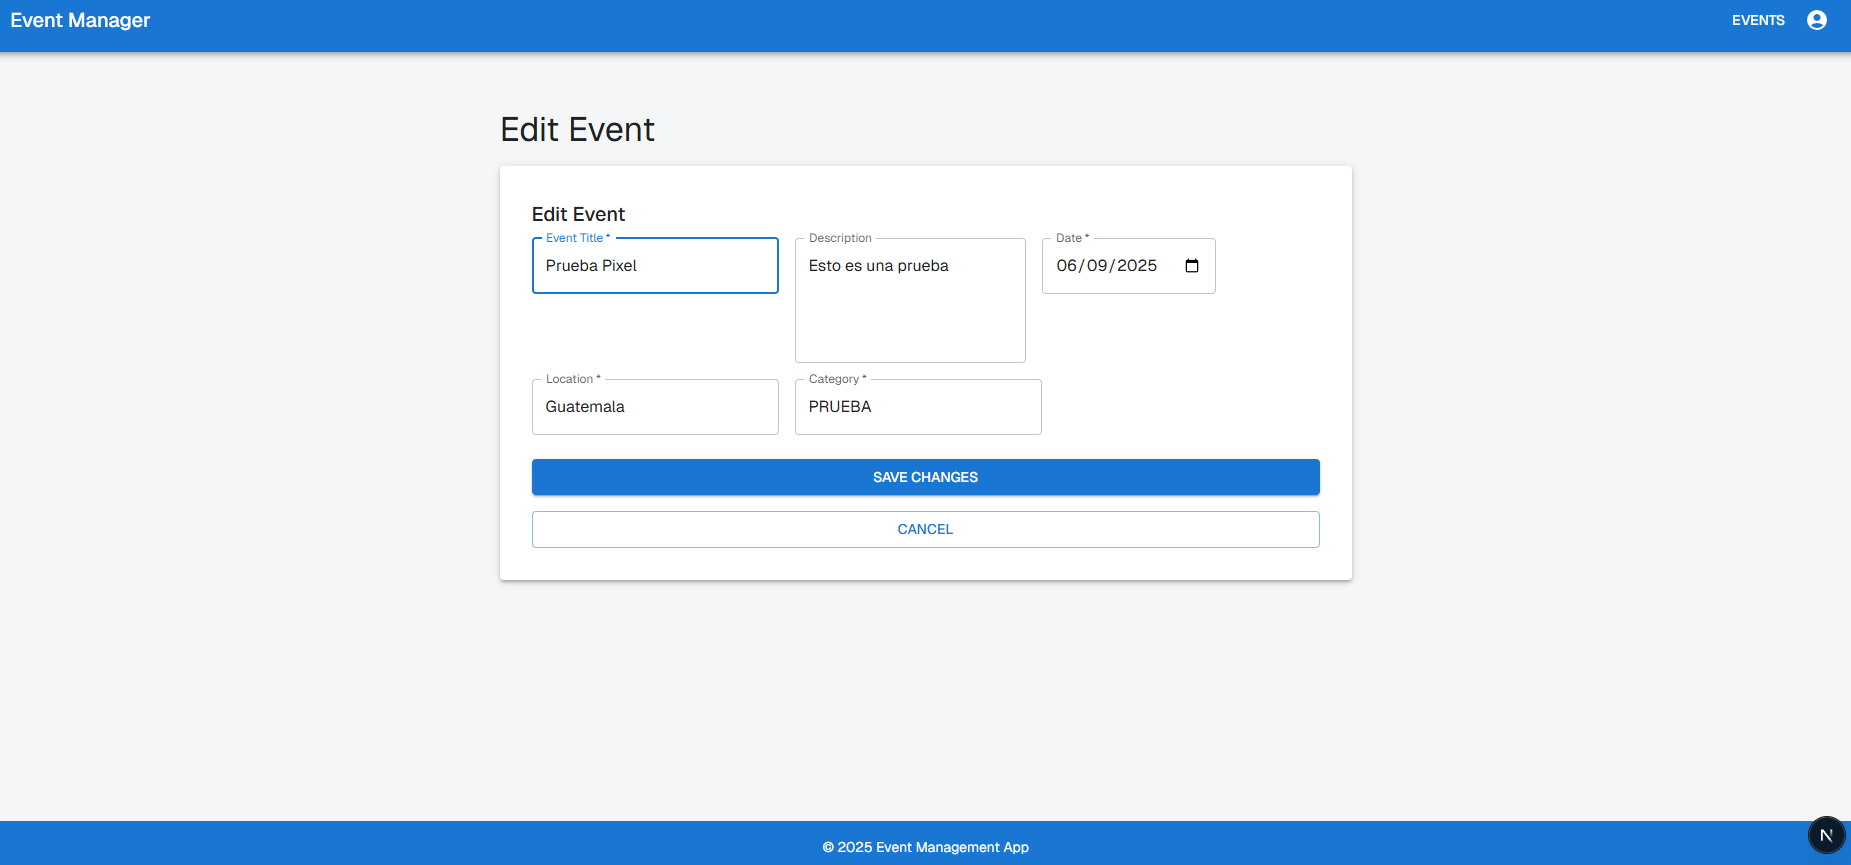 Event Manager
EVENTS
Edit Event
Edit Event
Event Title *
Prueba Pixel
Description
Esto es una prueba
Date *
06/09/2025
Location *
Guatemala
Category *
PRUEBA
SAVE CHANGES
CANCEL
© 2025 Event Management App
N